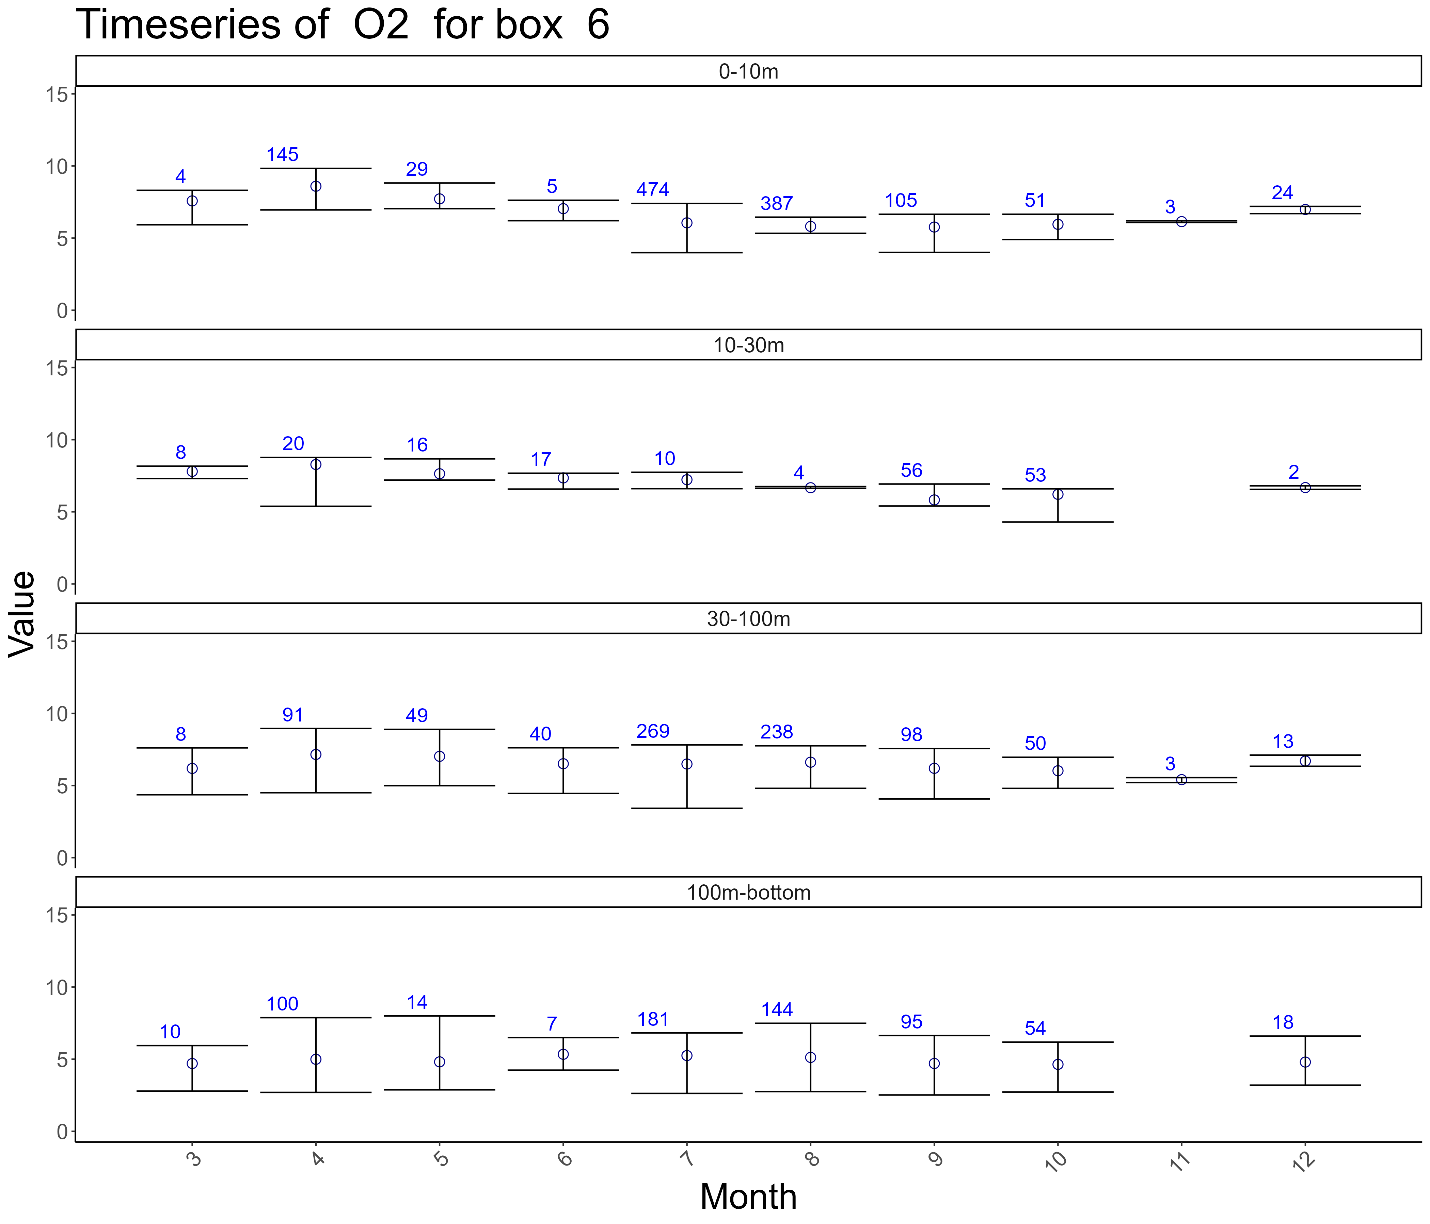 Timeseries of  O2  for box  6
0-10m
15
10
5
0
4 145 29 5 474 387 105 51 3 24
10-30m
15
10
5
0
8 20 16 17 10 4 56 53 2
30-100m
15
10
5
0
8 91 49 40 269 238 98 50 3 13
100m-bottom
15
10
5
0
10 100 14 7 181 144 95 54 18
Value
3 4 5 6 7 8 9 10 11 12
Month